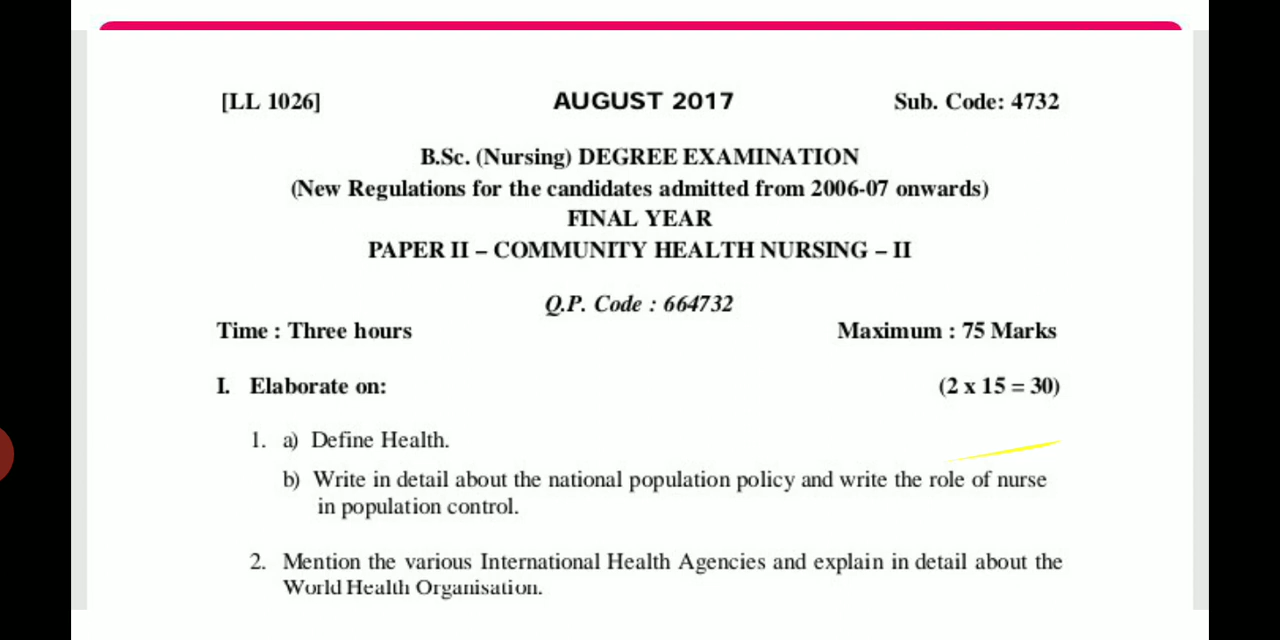 [LL 1026] AUGUST 2017 Sub. Code: 4732
B.Sc. (Nursing) DEGREE EXAMINATION
(New Regulations for the candidates admitted from 2006-07 onwards)
FINAL YEAR
PAPER II – COMMUNITY HEALTH NURSING – II
Q.P. Code : 664732
Time : Three hours Maximum : 75 Marks
I. Elaborate on: (2 x 15 = 30)
1. a) Define Health.
b) Write in detail about the national population policy and write the role of nurse
in population control.
2. Mention the various International Health Agencies and explain in detail about the
World Health Organisation.